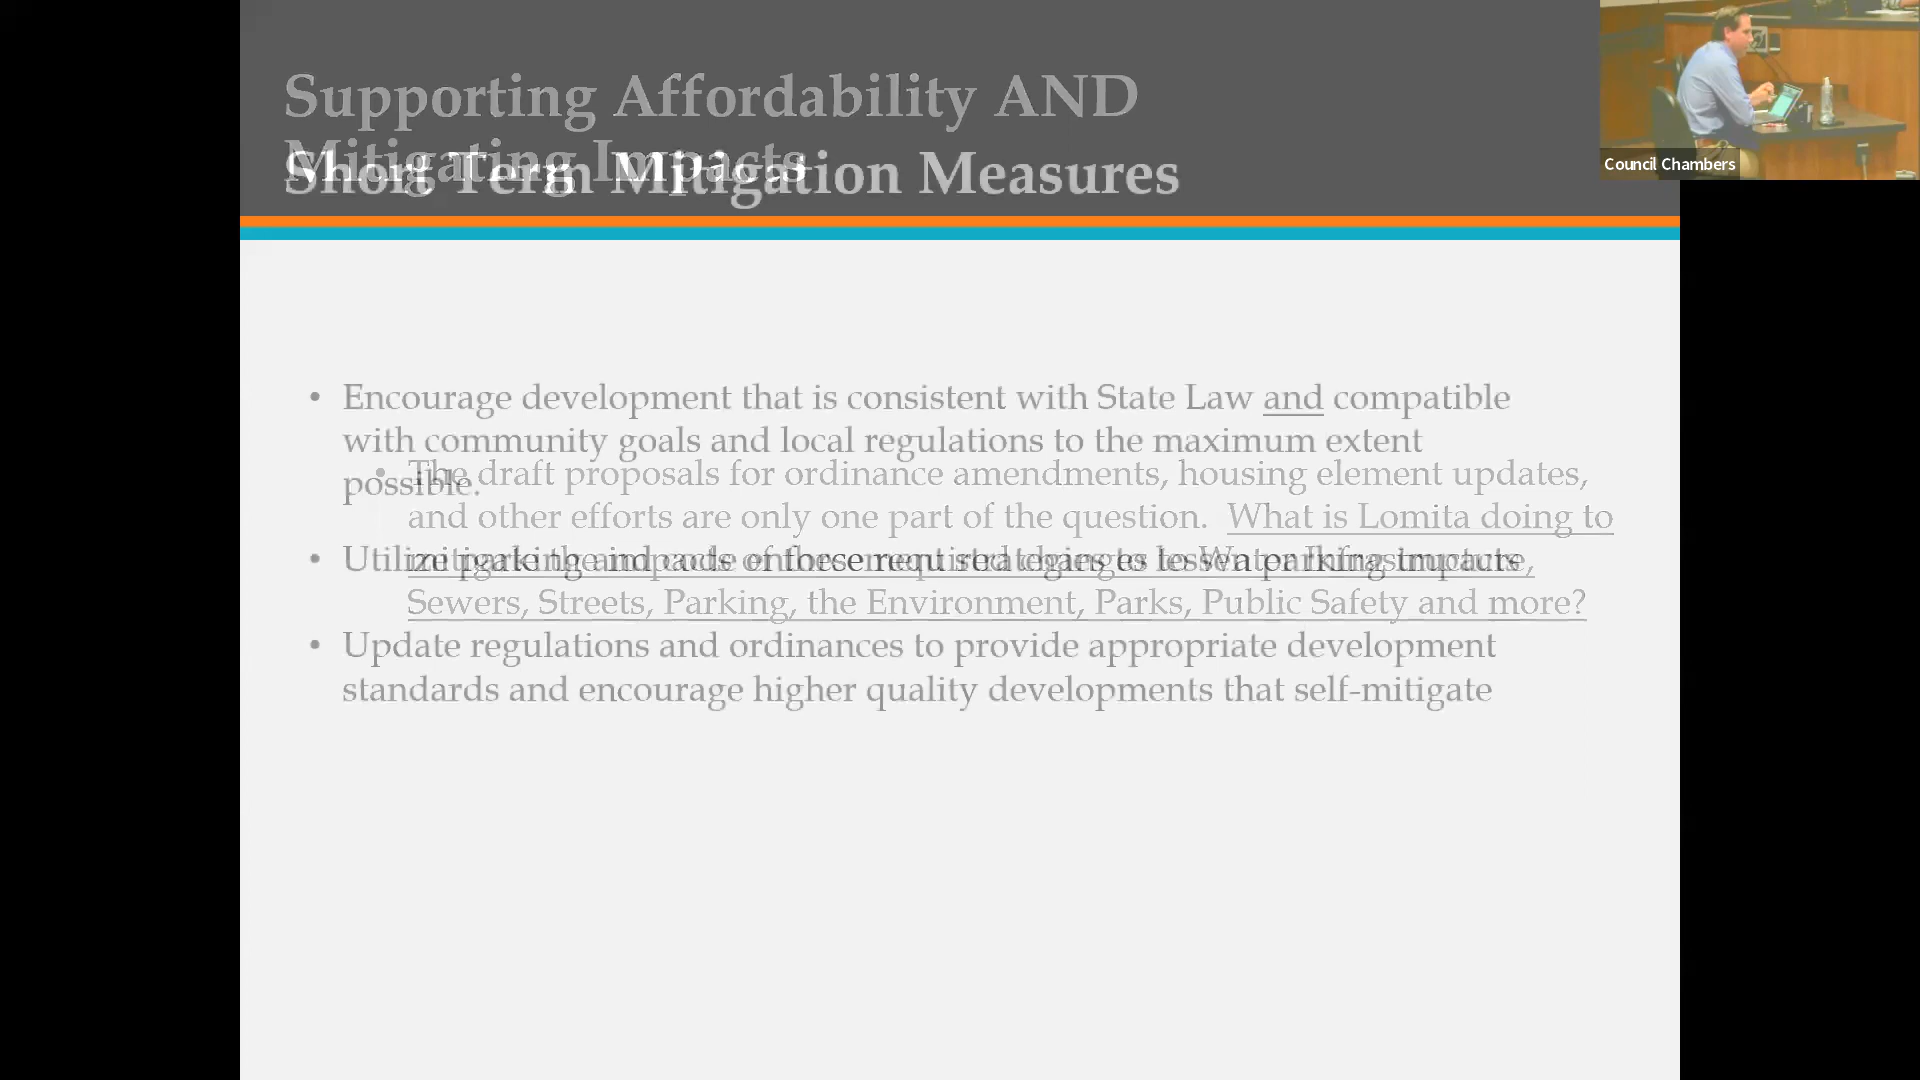 Supporting Affordability AND
Mitigating Impacts
Short Term Mitigation Measures
Council Chambers
• Encourage development that is consistent with State Law and compatible
with community goals and local regulations to the maximum extent
possible.
• The draft proposals for ordinance amendments, housing element updates,
and other efforts are only one part of the question. What is Lomita doing to
mitigate the impacts of these required changes to Water Infrastructure,
Sewers, Streets, Parking, the Environment, Parks, Public Safety and more?
• Utilize parking and code enforcement strategies to lessen parking impacts
• Update regulations and ordinances to provide appropriate development
standards and encourage higher quality developments that self-mitigate